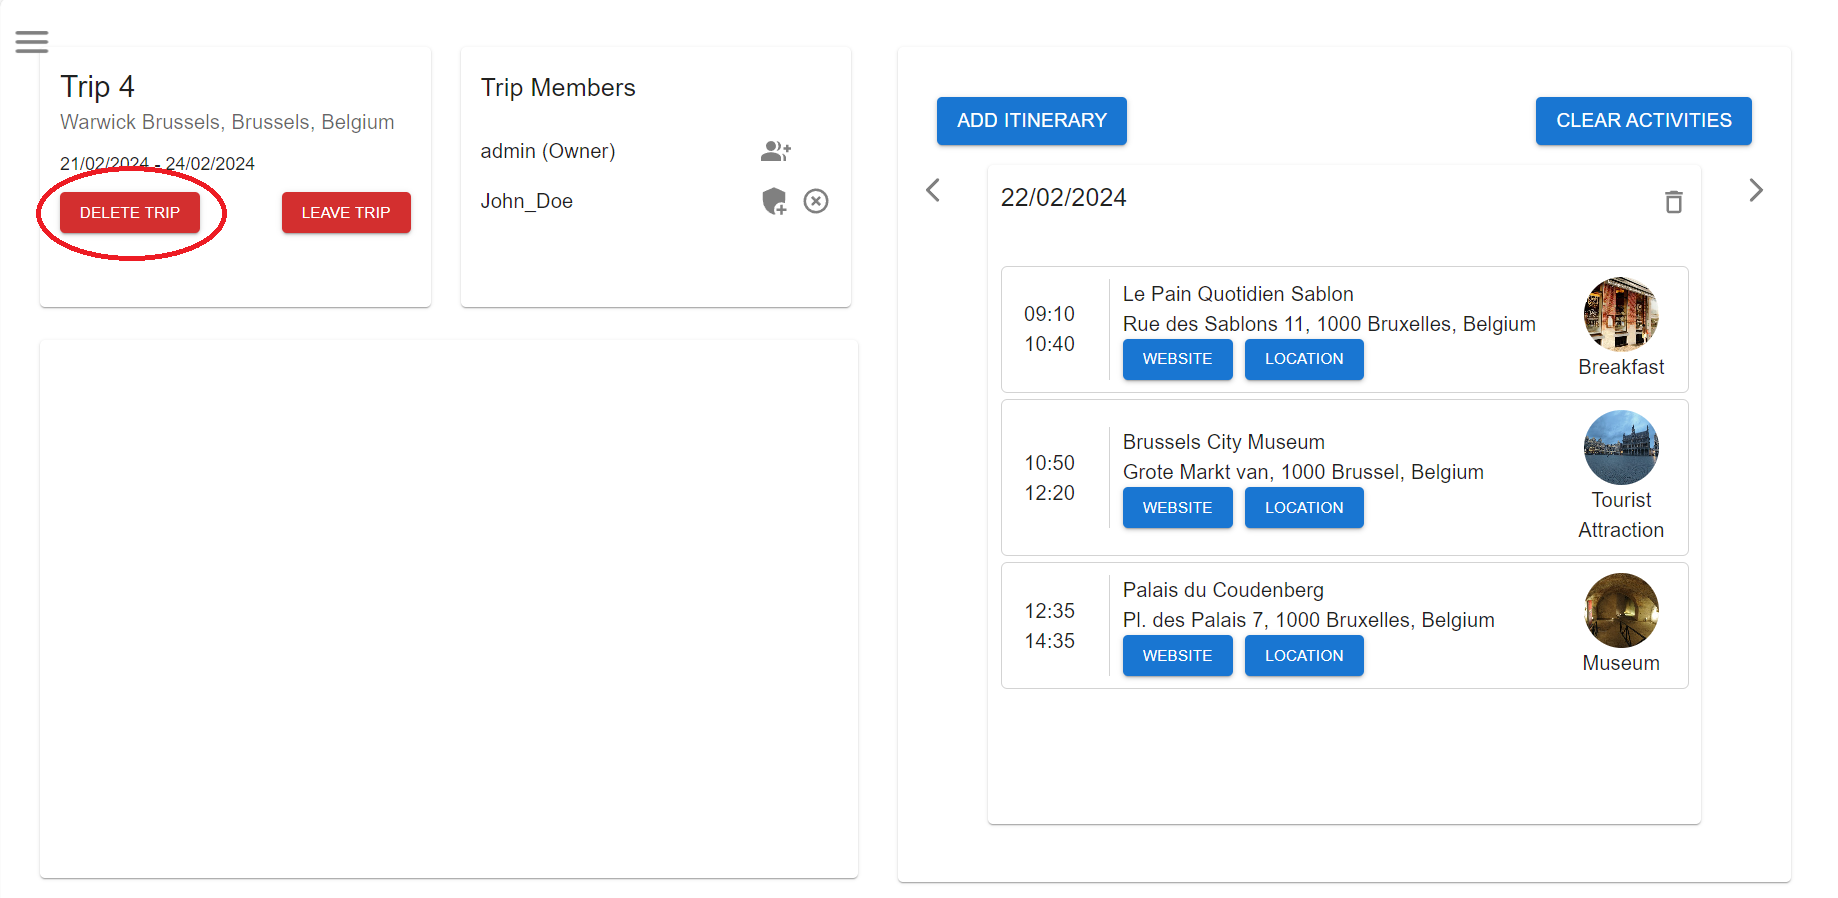 Trip 4
Warwick Brussels, Brussels, Belgium
21/02/2024 - 24/02/2024
DELETE TRIP
LEAVE TRIP
Trip Members
admin (Owner)
John_Doe
ADD ITINERARY
CLEAR ACTIVITIES
22/02/2024
09:10
10:40
Le Pain Quotidien Sablon
Rue des Sablons 11, 1000 Bruxelles, Belgium
WEBSITE
LOCATION
Breakfast
10:50
12:20
Brussels City Museum
Grote Markt van, 1000 Brussel, Belgium
WEBSITE
LOCATION
Tourist
Attraction
12:35
14:35
Palais du Coudenberg
Pl. des Palais 7, 1000 Bruxelles, Belgium
WEBSITE
LOCATION
Museum